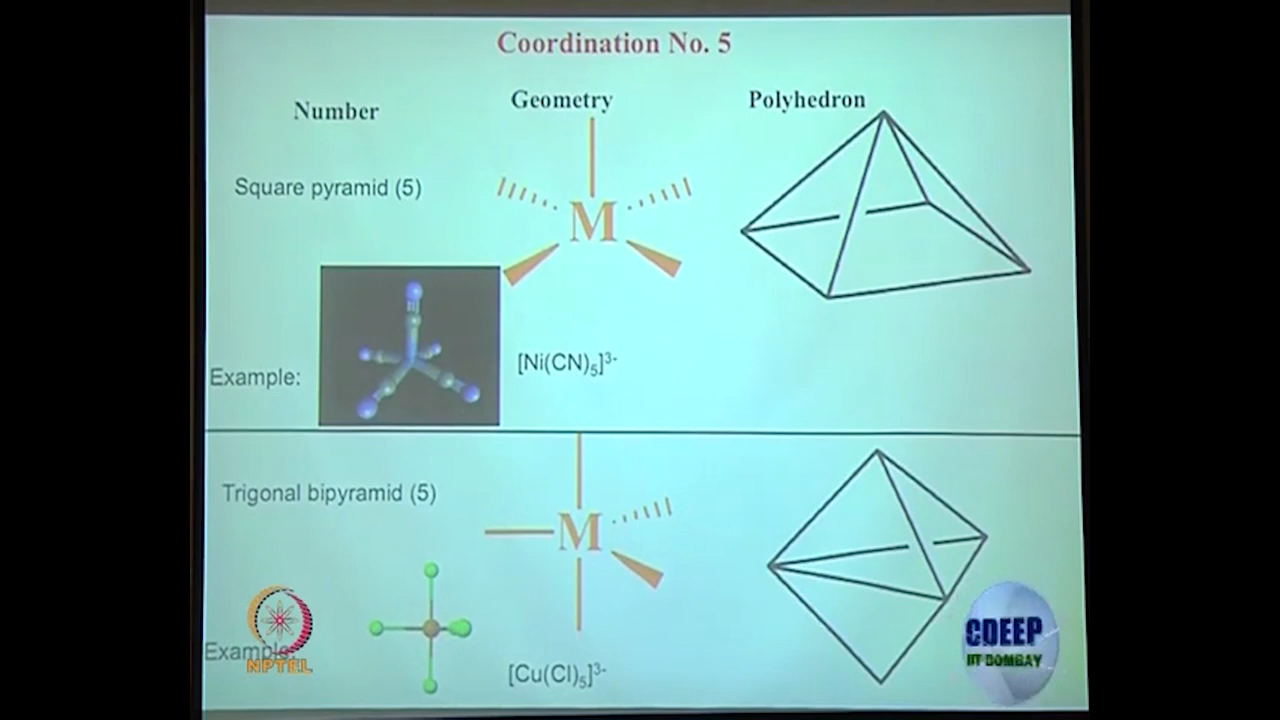 Coordination No. 5
Number
Geometry
Polyhedron
Square pyramid (5)
M
Example:
[Ni(CN)₅]³⁻
Trigonal bipyramid (5)
M
Example:
[Cu(Cl)₅]³⁻
NPTEL
CDEEP
IIT BOMBAY